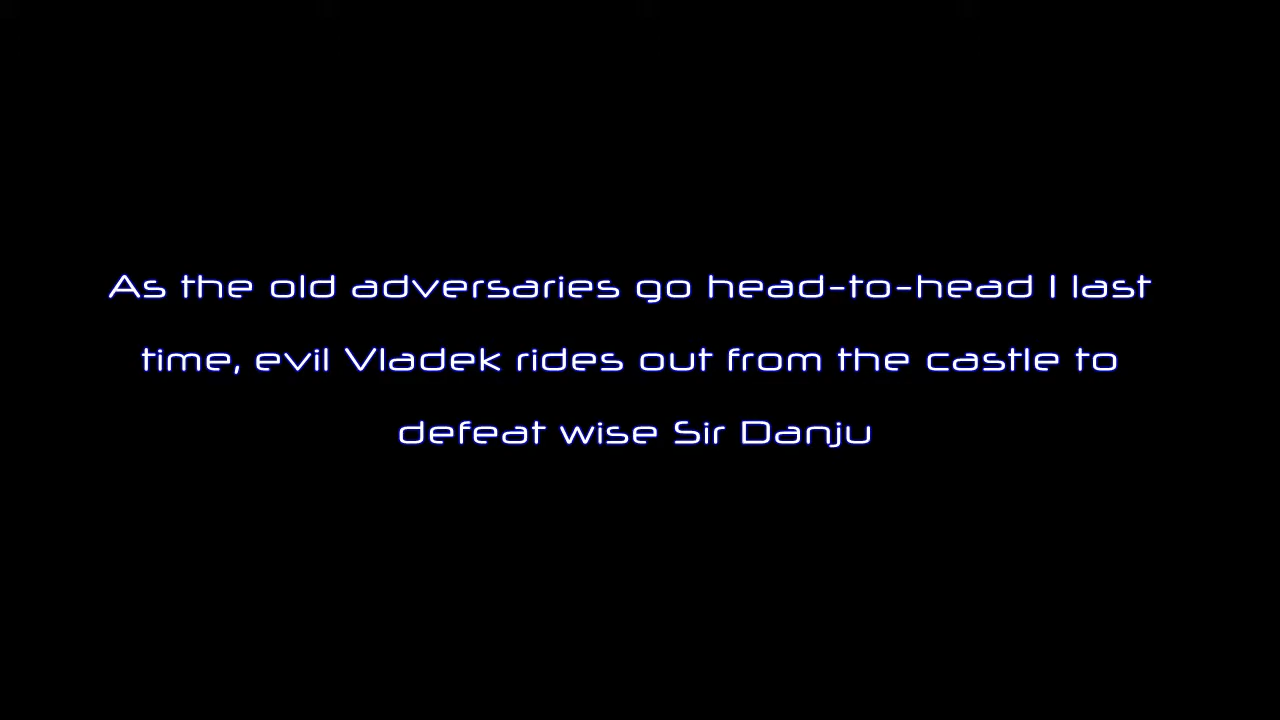 As the old adversaries go head-to-head 1 last
time, evil Vladek rides out from the castle to
defeat wise Sir Danju